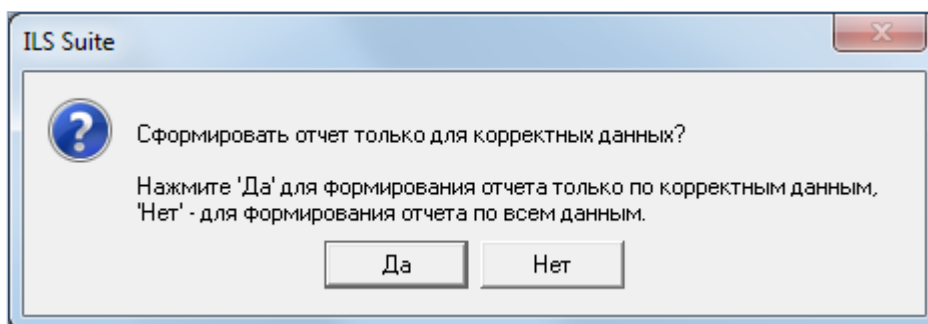 ILS Suite
Сформировать отчет только для корректных данных?
Нажмите 'Да' для формирования отчета только по корректным данным,
'Нет' - для формирования отчета по всем данным.
Да
Нет